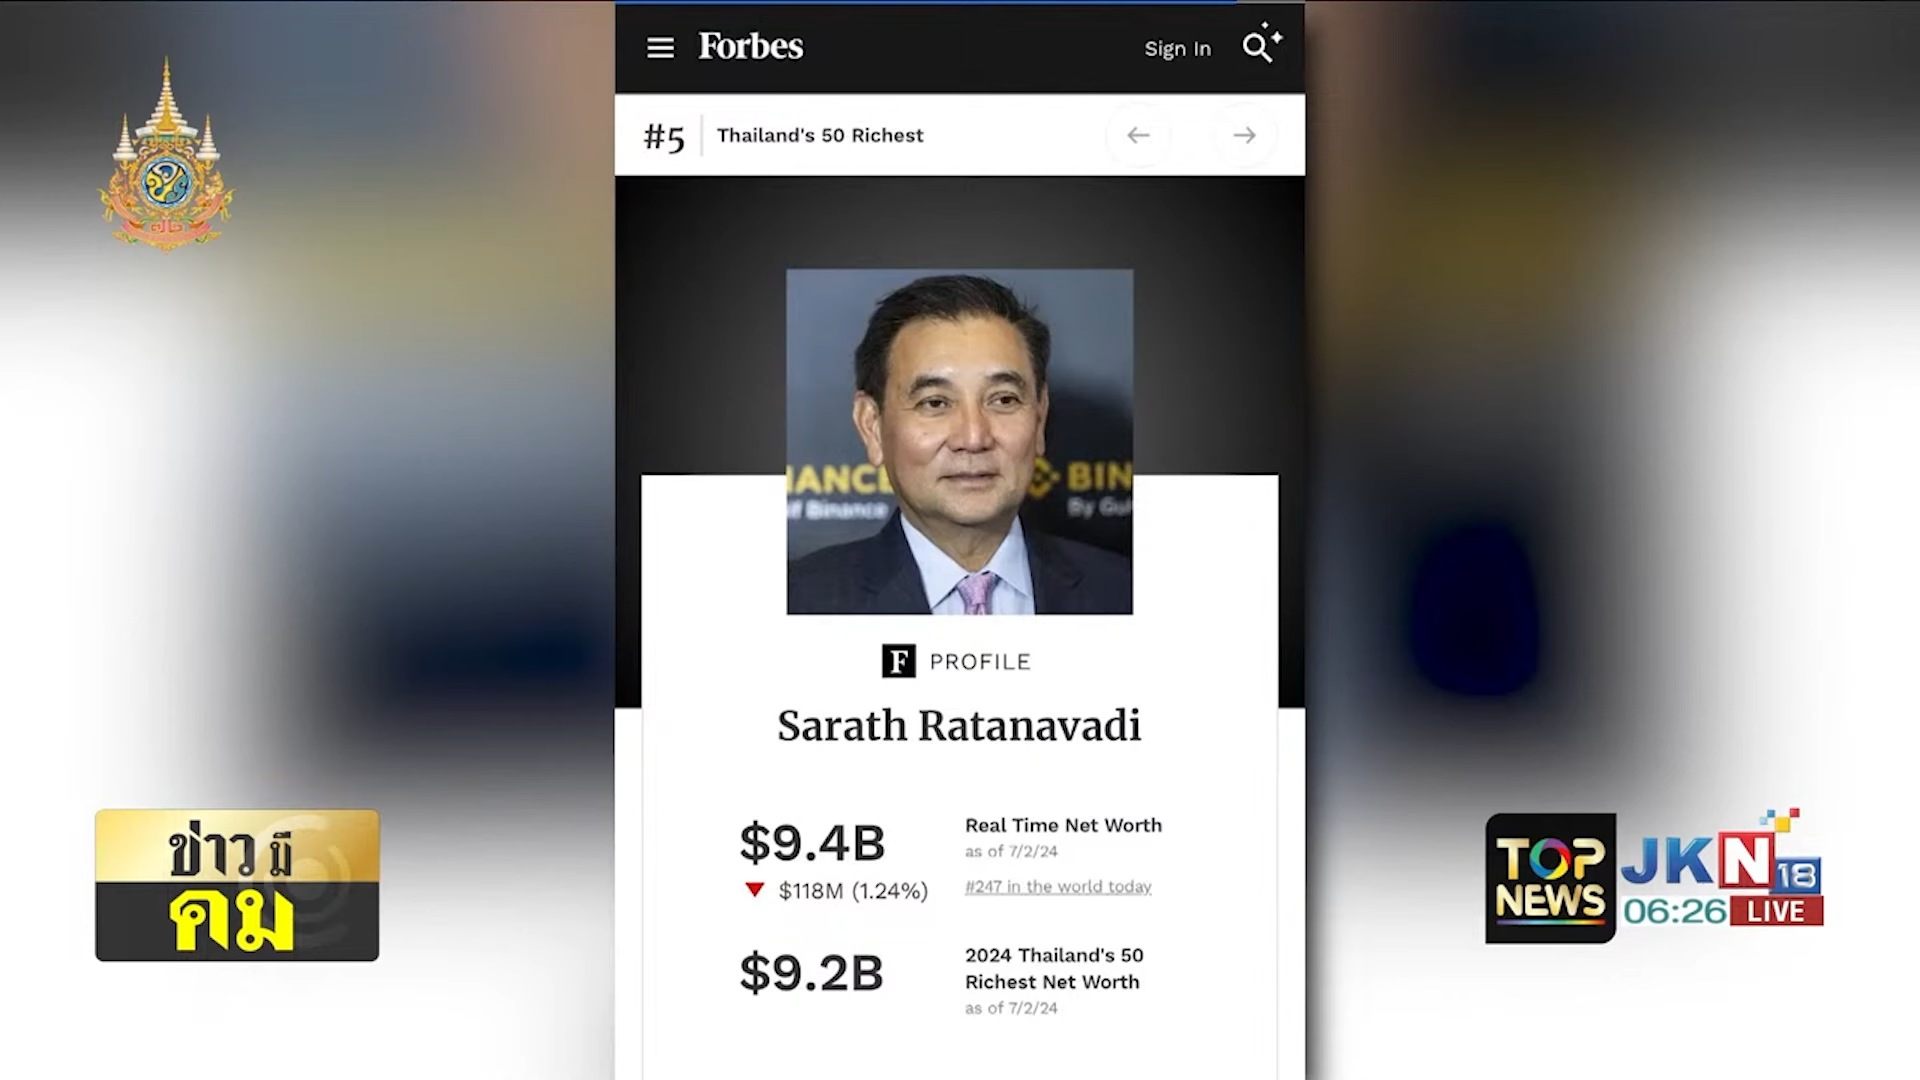 Forbes
Sign In
#5
Thailand's 50 Richest
BIN
PROFILE
Sarath Ratanavadi
$9.4B
$118M (1.24%)
Real Time Net Worth
as of 7/2/24
#247 in the world today
$9.2B
2024 Thailand's 50
Richest Net Worth
as of 7/2/24
ข่าวมี
คม
TOP
NEWS
JKN18
06:26 LIVE